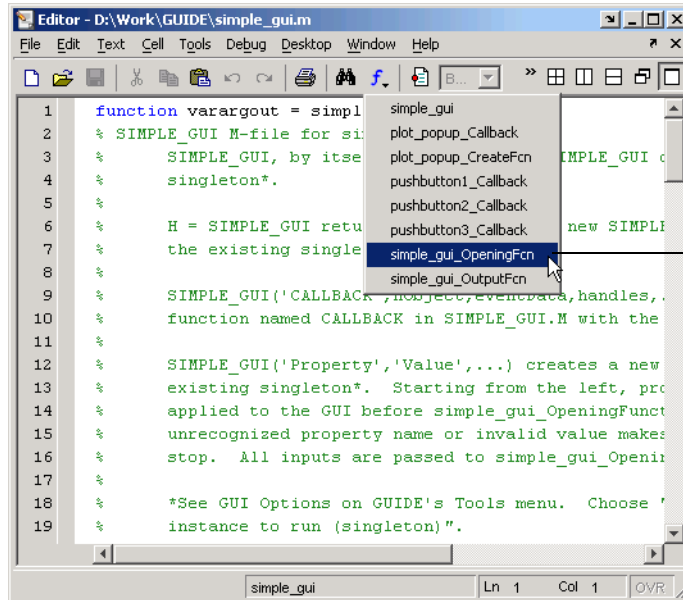 Editor - D:\Work\GUIDE\simple_gui.m
File Edit Text Cell Tools Debug Desktop Window Help
B...
1 function varargout = simpl
2 % SIMPLE_GUI M-file for si
3 % SIMPLE_GUI, by itse IMPLE_GUI
4 % singleton*.
5 %
6 % H = SIMPLE_GUI retu new SIMPLE
7 % the existing single
8 %
9 % SIMPLE_GUI('CALLBACK',hObject,eventData,handles,.
10 % function named CALLBACK in SIMPLE_GUI.M with the
11 %
12 % SIMPLE_GUI('Property','Value',...) creates a new
13 % existing singleton*. Starting from the left, pro
14 % applied to the GUI before simple_gui_OpeningFunct
15 % unrecognized property name or invalid value makes
16 % stop. All inputs are passed to simple_gui_Openin
17 %
18 % *See GUI Options on GUIDE's Tools menu. Choose "
19 % instance to run (singleton)".
simple_gui
plot_popup_Callback
plot_popup_CreateFcn
pushbutton1_Callback
pushbutton2_Callback
pushbutton3_Callback
simple_gui_OpeningFcn
simple_gui_OutputFcn
simple_gui Ln 1 Col 1 OVR